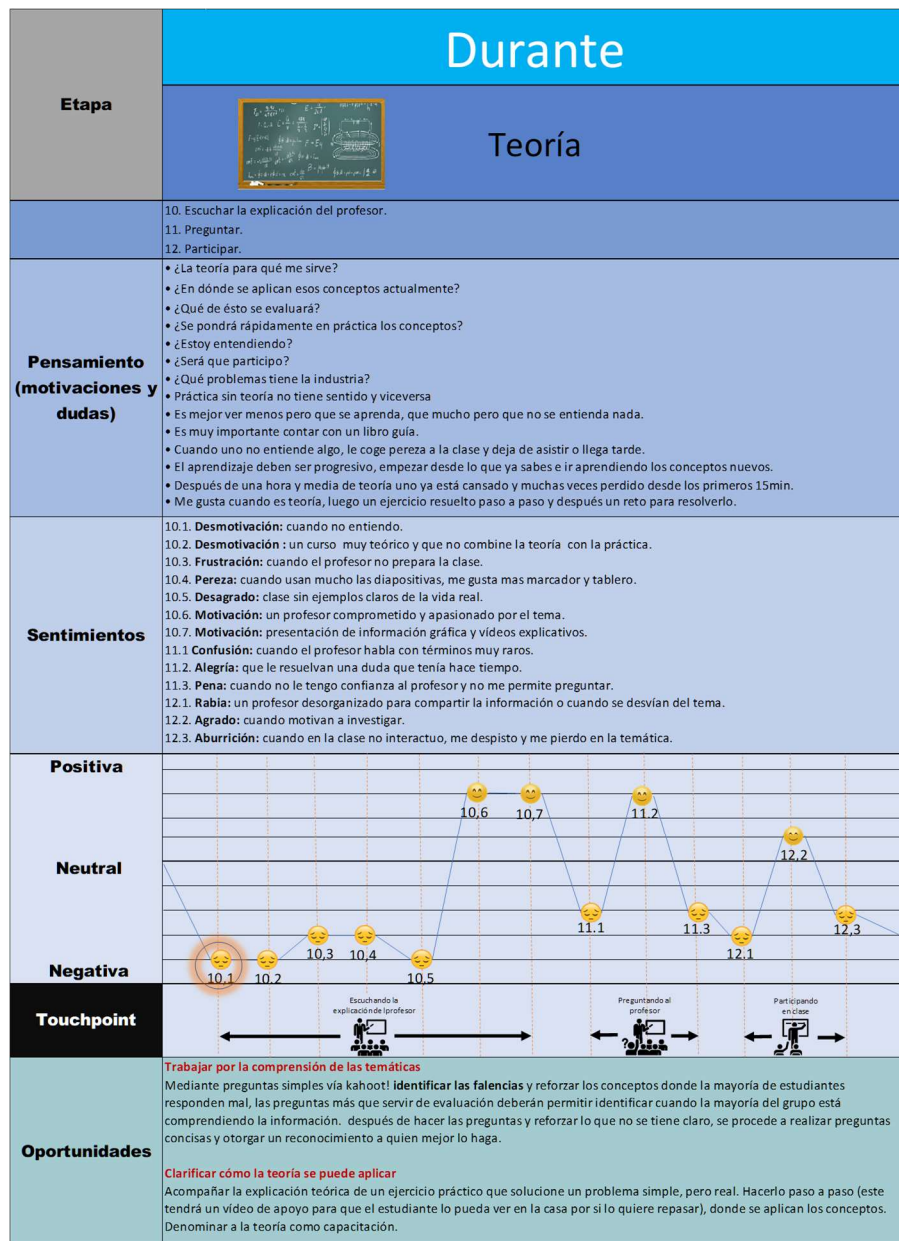 Durante
Etapa
Teoría
10. Escuchar la explicación del profesor.
11. Preguntar.
12. Participar.
Pensamiento
(motivaciones y
dudas)
• ¿La teoría para qué me sirve?
• ¿En dónde se aplican esos conceptos actualmente?
• ¿Qué de ésto se evaluará?
• ¿Se pondrá rápidamente en práctica los conceptos?
• ¿Estoy entendiendo?
• ¿Será que participo?
• ¿Qué problemas tiene la industria?
• Práctica sin teoría no tiene sentido y viceversa
• Es mejor ver menos pero que se aprenda, que mucho pero que no se entienda nada.
• Es muy importante contar con un libro guía.
• Cuando uno no entiende algo, le coge pereza a la clase y deja de asistir o llega tarde.
• El aprendizaje deben ser progresivo, empezar desde lo que ya sabes e ir aprendiendo los conceptos nuevos.
• Después de una hora y media de teoría uno ya está cansado y muchas veces perdido desde los primeros 15min.
• Me gusta cuando es teoría, luego un ejercicio resuelto paso a paso y después un reto para resolverlo.
Sentimientos
10.1. Desmotivación: cuando no entiendo.
10.2. Desmotivación : un curso muy teórico y que no combine la teoría con la práctica.
10.3. Frustración: cuando el profesor no prepara la clase.
10.4. Pereza: cuando usan mucho las diapositivas, me gusta mas marcador y tablero.
10.5. Desagrado: clase sin ejemplos claros de la vida real.
10.6. Motivación: un profesor comprometido y apasionado por el tema.
10.7. Motivación: presentación de información gráfica y vídeos explicativos.
11.1 Confusión: cuando el profesor habla con términos muy raros.
11.2. Alegría: que le resuelvan una duda que tenía hace tiempo.
11.3. Pena: cuando no le tengo confianza al profesor y no me permite preguntar.
12.1. Rabia: un profesor desorganizado para compartir la información o cuando se desvían del tema.
12.2. Agrado: cuando motivan a investigar.
12.3. Aburrición: cuando en la clase no interactuo, me despisto y me pierdo en la temática.
Positiva
Neutral
Negativa
10,1
10.2
10,3
10,4
10,5
10,6
10,7
11.1
11.2
11.3
12.1
12,2
12,3
Touchpoint
Escuchando la
explicación del profesor
Preguntando al
profesor
Participando
en clase
Oportunidades
Trabajar por la comprensión de las temáticas
Mediante preguntas simples vía kahoot! identificar las falencias y reforzar los conceptos donde la mayoría de estudiantes
responden mal, las preguntas más que servir de evaluación deberán permitir identificar cuando la mayoría del grupo está
comprendiendo la información. después de hacer las preguntas y reforzar lo que no se tiene claro, se procede a realizar preguntas
concisas y otorgar un reconocimiento a quien mejor lo haga.
Clarificar cómo la teoría se puede aplicar
Acompañar la explicación teórica de un ejercicio práctico que solucione un problema simple, pero real. Hacerlo paso a paso (este
tendrá un vídeo de apoyo para que el estudiante lo pueda ver en la casa por si lo quiere repasar), donde se aplican los conceptos.
Denominar a la teoría como capacitación.